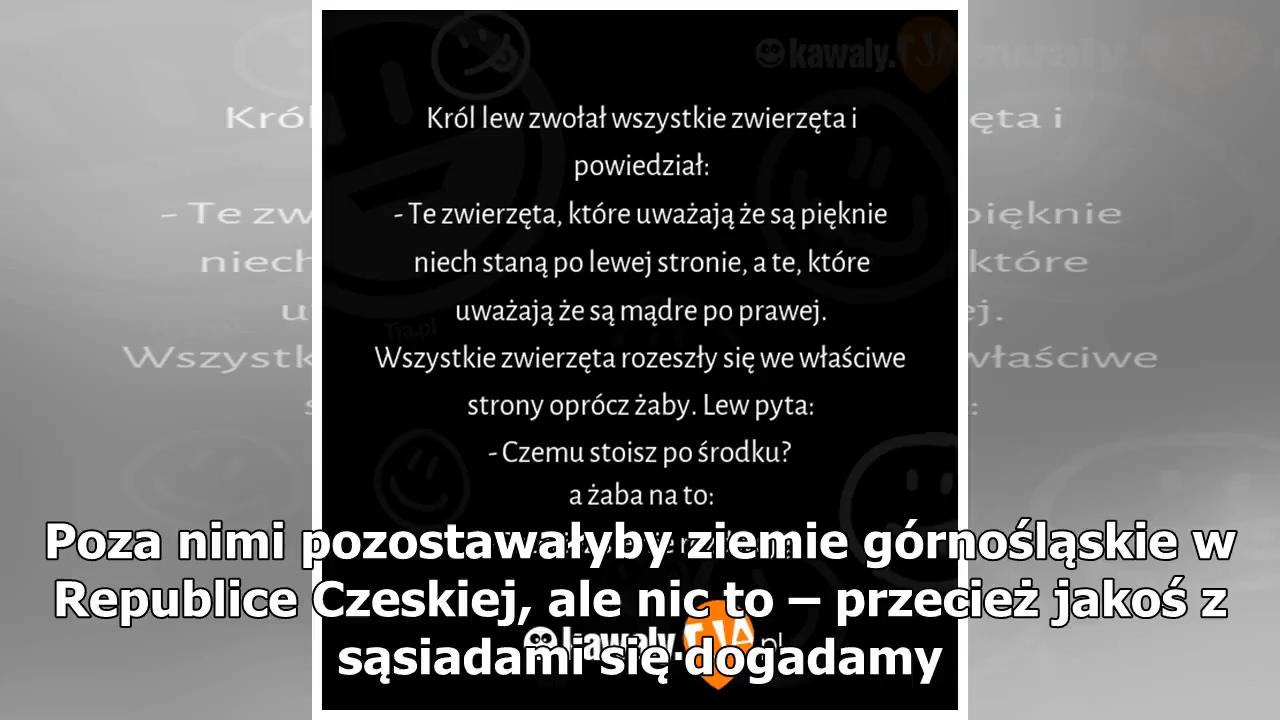 kawaly.TJA
Król lew zwołał wszystkie zwierzęta i
powiedział:
- Te zwierzęta, które uważają że są pięknie
niech staną po lewej stronie, a te, które
uważają że są mądre po prawej.
Wszystkie zwierzęta rozeszły się we właściwe
strony oprócz żaby. Lew pyta:
- Czemu stoisz po środku?
a żaba na to:
Poza nimi pozostawałyby ziemie górnośląskie w
Republice Czeskiej, ale nic to – przecież jakoś z
sąsiadami się dogadamy
kawaly.TJA.pl